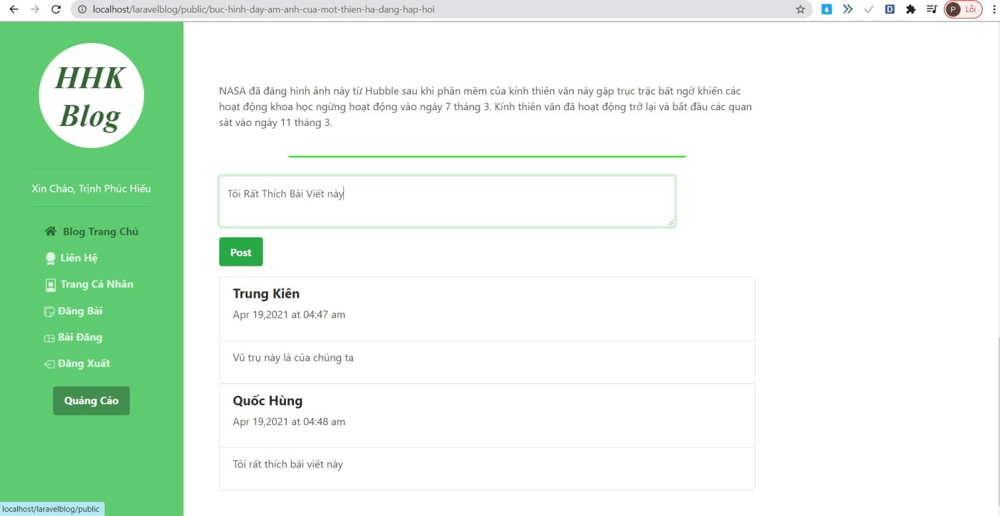 localhost/laravelblog/public/buc-hinh-day-am-anh-cua-mot-thien-ha-dang-hap-hoi
D
P
Lỗi
HHK
Blog
Xin Chào, Trịnh Phúc Hiếu
Blog Trang Chủ
Liên Hệ
Trang Cá Nhân
Đăng Bài
Bài Đăng
Đăng Xuất
Quảng Cáo
NASA đã đăng hình ảnh này từ Hubble sau khi phần mềm của kính thiên văn này gặp trục trặc bất ngờ khiến các
hoạt động khoa học ngừng hoạt động vào ngày 7 tháng 3. Kính thiên văn đã hoạt động trở lại và bắt đầu các quan
sát vào ngày 11 tháng 3.
Tôi Rất Thích Bài Viết này
Post
Trung Kiên
Apr 19,2021 at 04:47 am
Vũ trụ này là của chúng ta
Quốc Hùng
Apr 19,2021 at 04:48 am
Tôi rất thích bài viết này
localhost/laravelblog/public